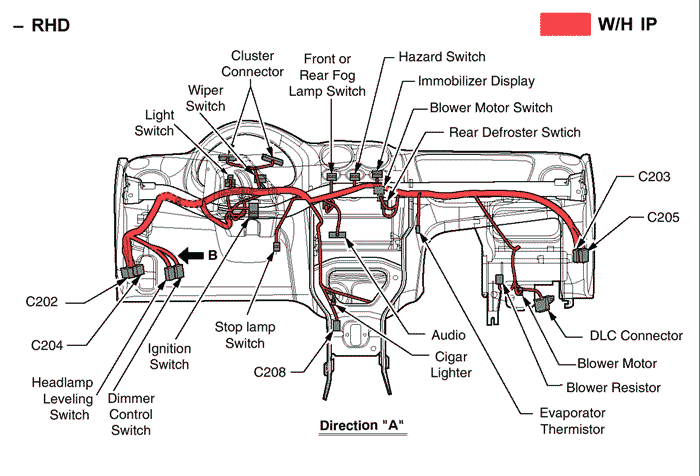 – RHD
W/H IP
Cluster
Connector
Front or
Rear Fog
Lamp Switch
Hazard Switch
Immobilizer Display
Wiper
Switch
Blower Motor Switch
Light
Switch
Rear Defroster Swtich
C203
C205
B
C202
C204
Stop lamp
Switch
Audio
DLC Connector
Ignition
Switch
C208
Cigar
Lighter
Blower Motor
Headlamp
Leveling
Switch
Dimmer
Control
Switch
Blower Resistor
Evaporator
Thermistor
Direction "A"